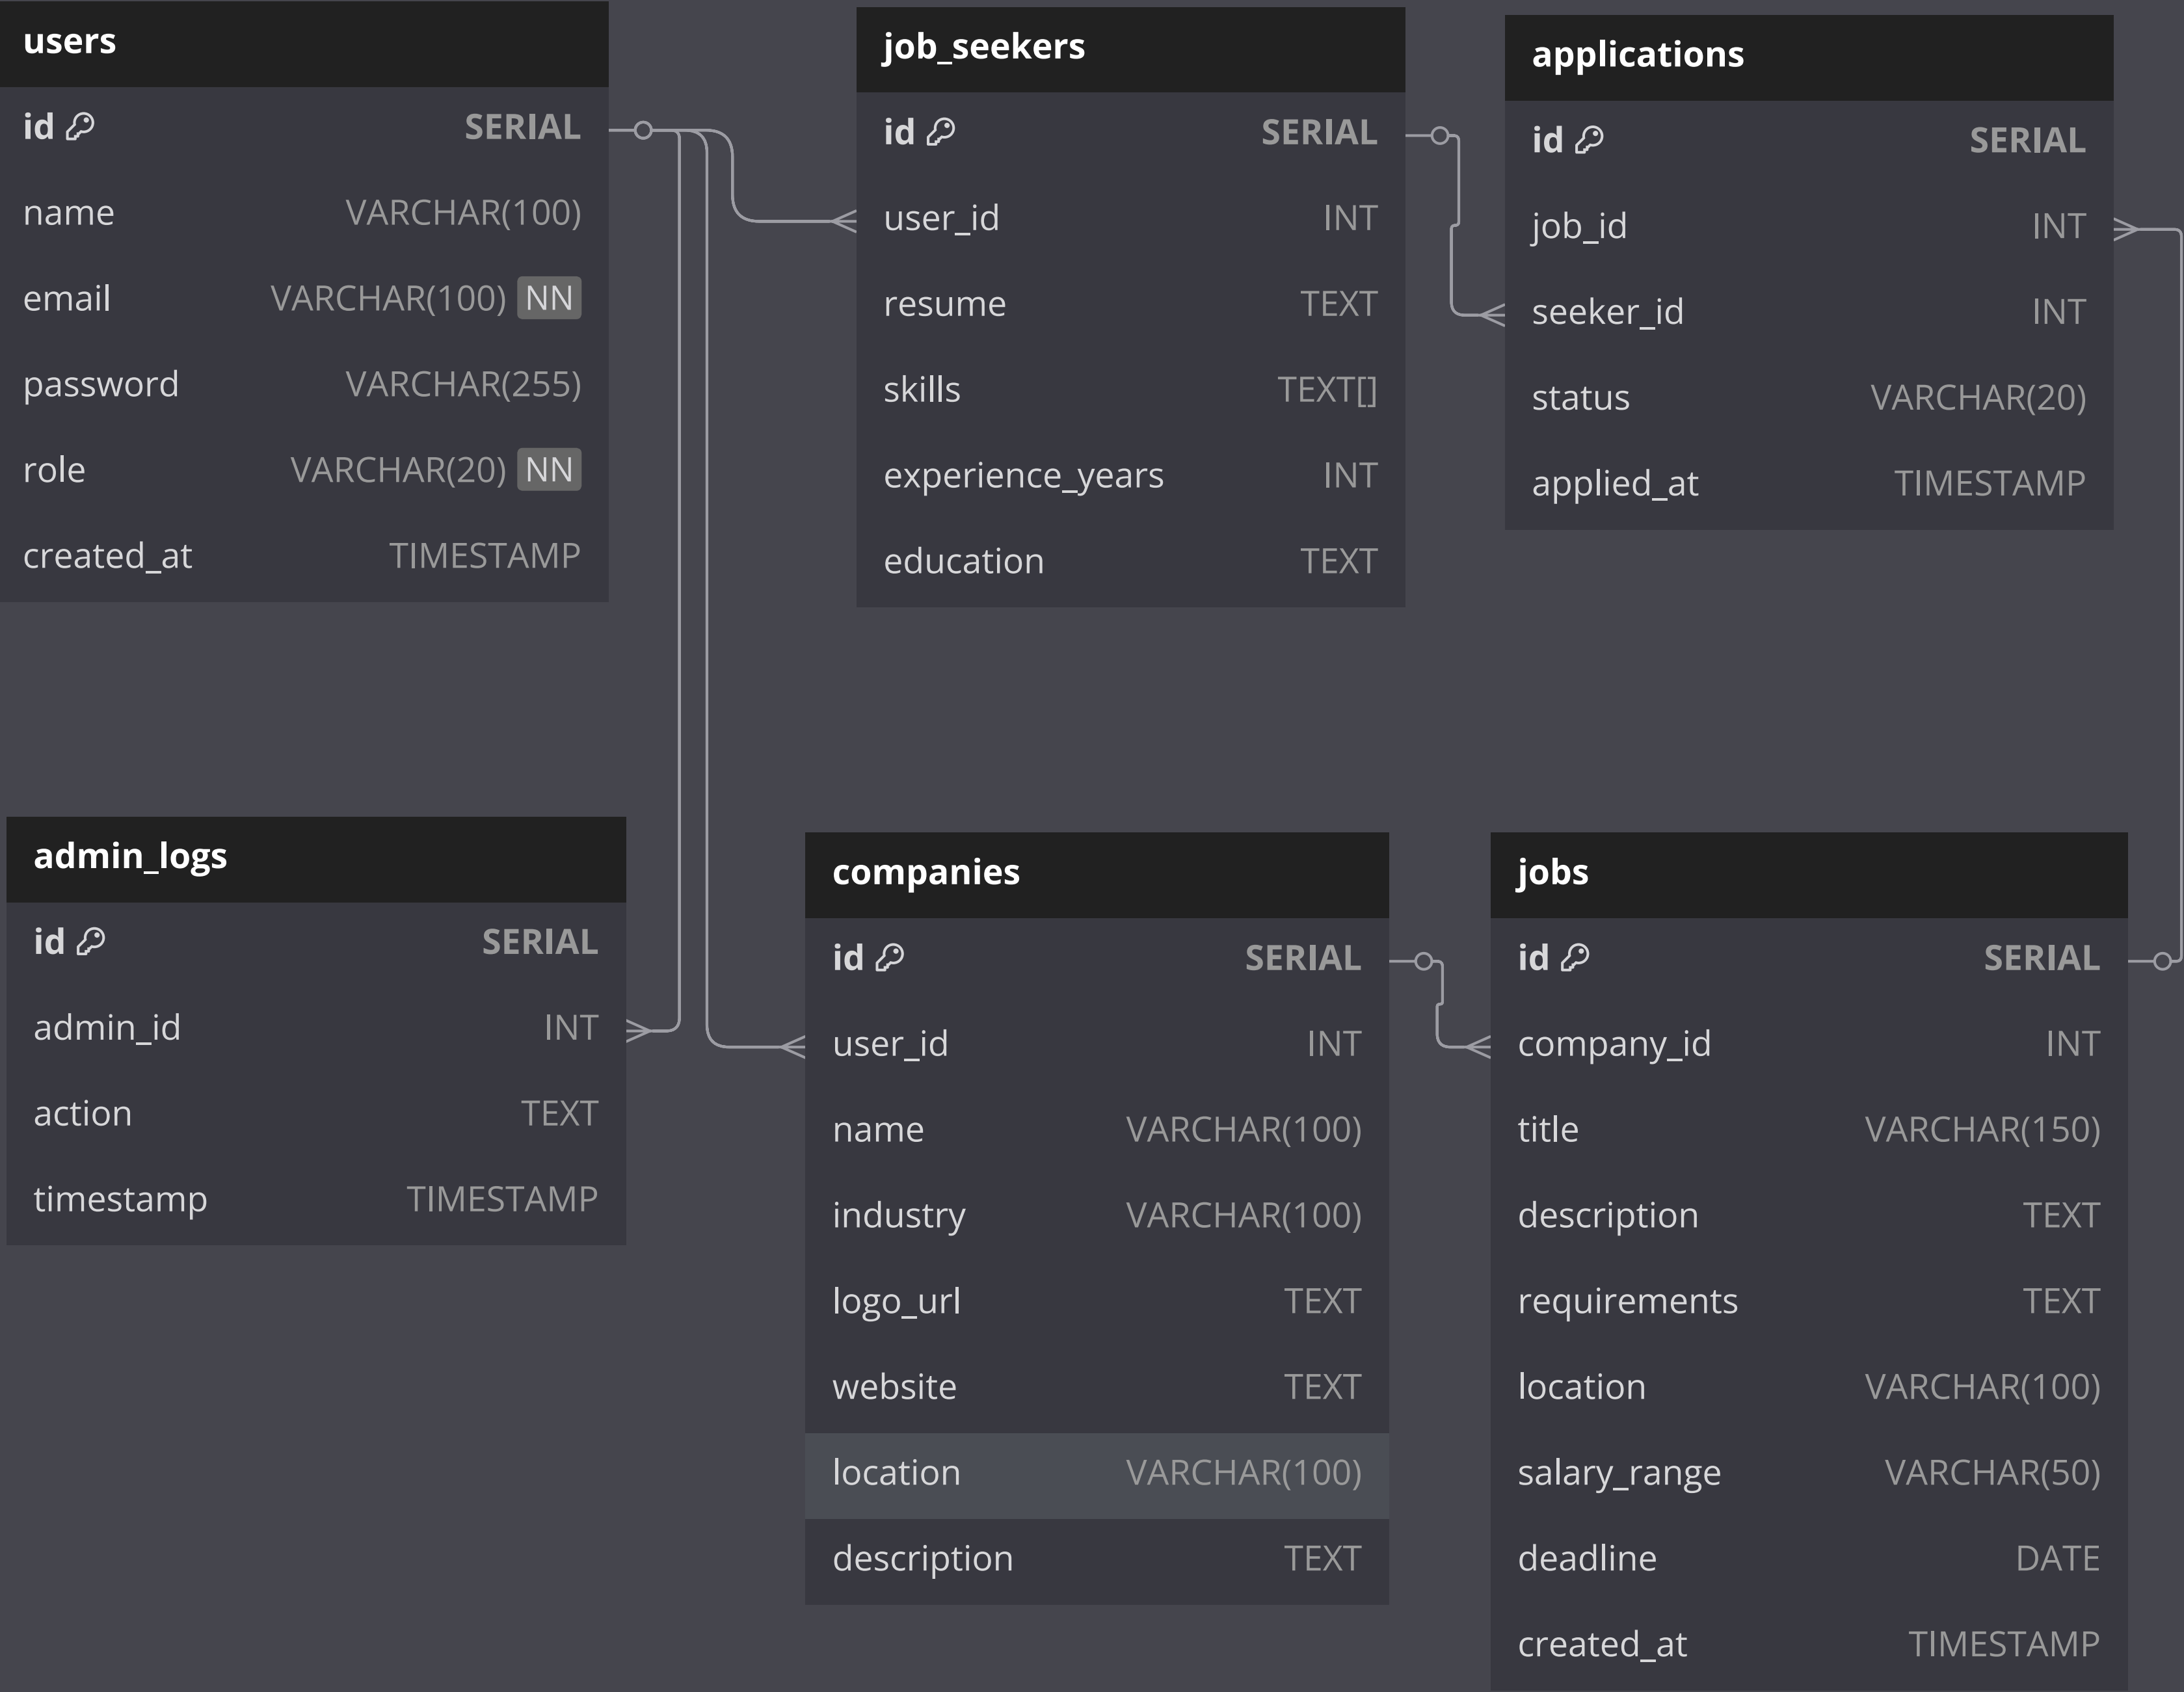 users
id SERIAL
name VARCHAR(100)
email VARCHAR(100) NN
password VARCHAR(255)
role VARCHAR(20) NN
created_at TIMESTAMP
job_seekers
id SERIAL
user_id INT
resume TEXT
skills TEXT[]
experience_years INT
education TEXT
applications
id SERIAL
job_id INT
seeker_id INT
status VARCHAR(20)
applied_at TIMESTAMP
admin_logs
id SERIAL
admin_id INT
action TEXT
timestamp TIMESTAMP
companies
id SERIAL
user_id INT
name VARCHAR(100)
industry VARCHAR(100)
logo_url TEXT
website TEXT
location VARCHAR(100)
description TEXT
jobs
id SERIAL
company_id INT
title VARCHAR(150)
description TEXT
requirements TEXT
location VARCHAR(100)
salary_range VARCHAR(50)
deadline DATE
created_at TIMESTAMP